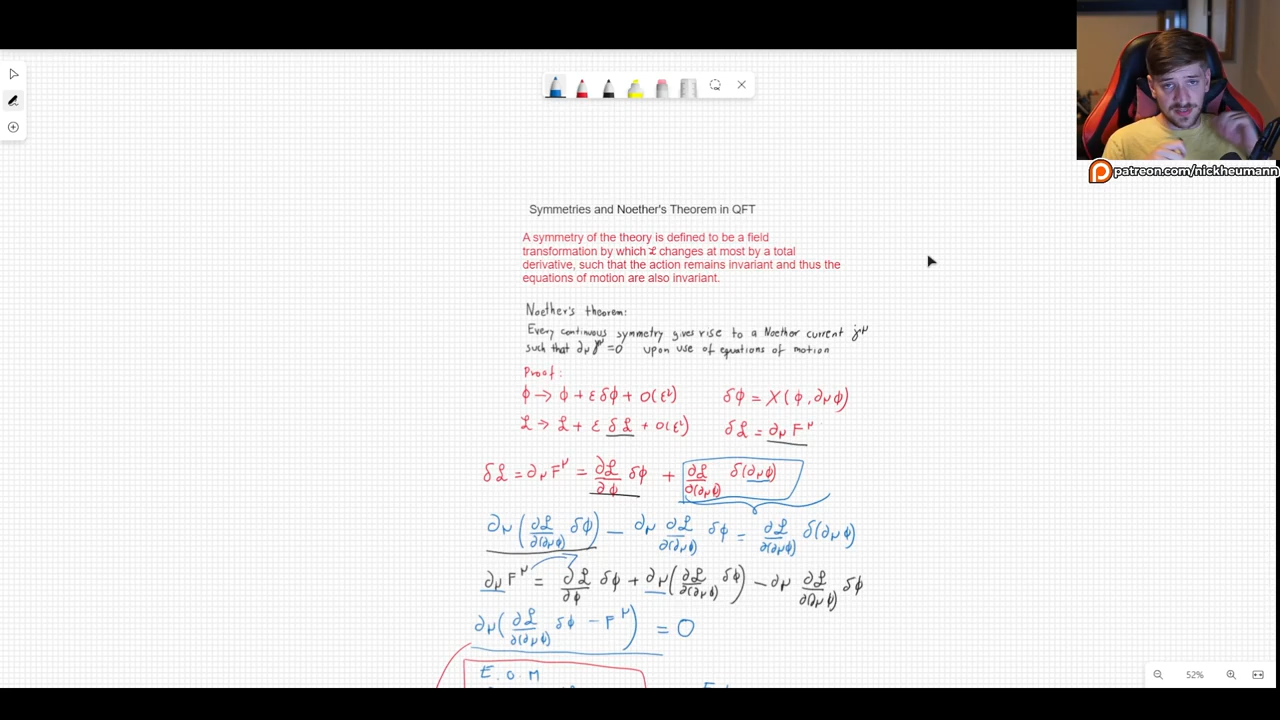 patreon.com/nickheumann
Symmetries and Noether's Theorem in QFT
A symmetry of the theory is defined to be a field
transformation by which ℒ changes at most by a total
derivative, such that the action remains invariant and thus the
equations of motion are also invariant.
Noether's theorem:
Every continuous symmetry gives rise to a Noether current j^μ
such that ∂_μ j^μ = 0 upon use of equations of motion
Proof:
ϕ → ϕ + ε δϕ + O(ε²) δϕ = X(ϕ, ∂_μϕ)
ℒ → ℒ + ε δℒ + O(ε²) δℒ = ∂_μ F^μ
δℒ = ∂_μ F^μ = ∂ℒ/∂ϕ δϕ + ∂ℒ/∂(∂_μϕ) δ(∂_μϕ)
∂_μ(∂ℒ/∂(∂_μϕ) δϕ) − ∂_μ ∂ℒ/∂(∂_μϕ) δϕ = ∂ℒ/∂(∂_μϕ) δ(∂_μϕ)
∂_μ F^μ = ∂ℒ/∂ϕ δϕ + ∂_μ(∂ℒ/∂(∂_μϕ) δϕ) − ∂_μ ∂ℒ/∂(∂_μϕ) δϕ
∂_μ(∂ℒ/∂(∂_μϕ) δϕ − F^μ) = 0
E.O.M
52%